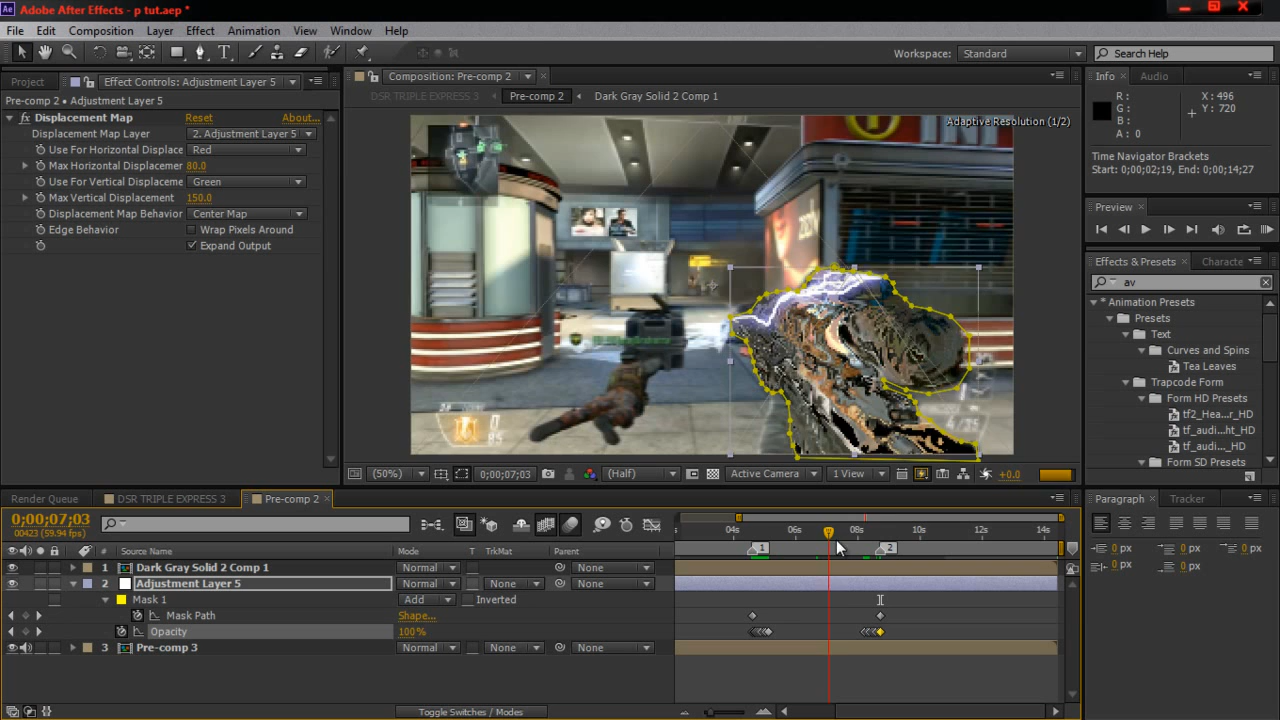 Adobe After Effects - p tut.aep *
File Edit Composition Layer Effect Animation View Window Help
Workspace: Standard Search Help
Project Effect Controls: Adjustment Layer 5
Pre-comp 2 • Adjustment Layer 5
fx Displacement Map Reset About...
Displacement Map Layer 2. Adjustment Layer 5
Use For Horizontal Displace Red
Max Horizontal Displacemer 80.0
Use For Vertical Displaceme Green
Max Vertical Displacement 150.0
Displacement Map Behavior Center Map
Edge Behavior Wrap Pixels Around
Expand Output
Composition: Pre-comp 2
DSR TRIPLE EXPRESS 3 Pre-comp 2 Dark Gray Solid 2 Comp 1
Adaptive Resolution (1/2)
(50%) 0;00;07;03 (Half) Active Camera 1 View +0.0
Info Audio
R :
G :
B :
A : 0
X : 496
Y : 720
Time Navigator Brackets
Start: 0;00;02;19, End: 0;00;14;27
Preview
Effects & Presets Characte
av
* Animation Presets
Presets
Text
Curves and Spins
Tea Leaves
Trapcode Form
Form HD Presets
tf2_Hea...r_HD
tf_audi...ht_HD
tf_audi..._HD
Form SD Presets
Render Queue DSR TRIPLE EXPRESS 3 Pre-comp 2
0;00;07;03
00423 (59.94 fps)
04s 06s 08s 10s 12s 14s
# Source Name Mode T TrkMat Parent
1 2
1 Dark Gray Solid 2 Comp 1 Normal None
2 Adjustment Layer 5 Normal None None
Mask 1 Add Inverted
Mask Path Shape...
Opacity 100%
3 Pre-comp 3 Normal None None
Toggle Switches / Modes
Paragraph Tracker
0 px 0 px 0 px
0 px 0 px